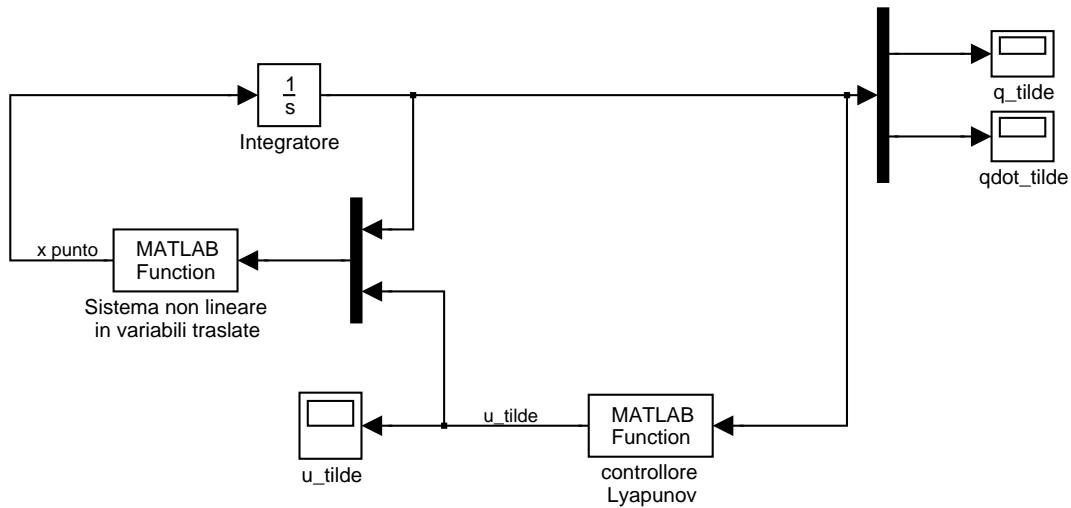 1
s
Integratore
q_tilde
qdot_tilde
x punto
MATLAB
Function
Sistema non lineare
in variabili traslate
u_tilde
u_tilde
MATLAB
Function
controllore
Lyapunov